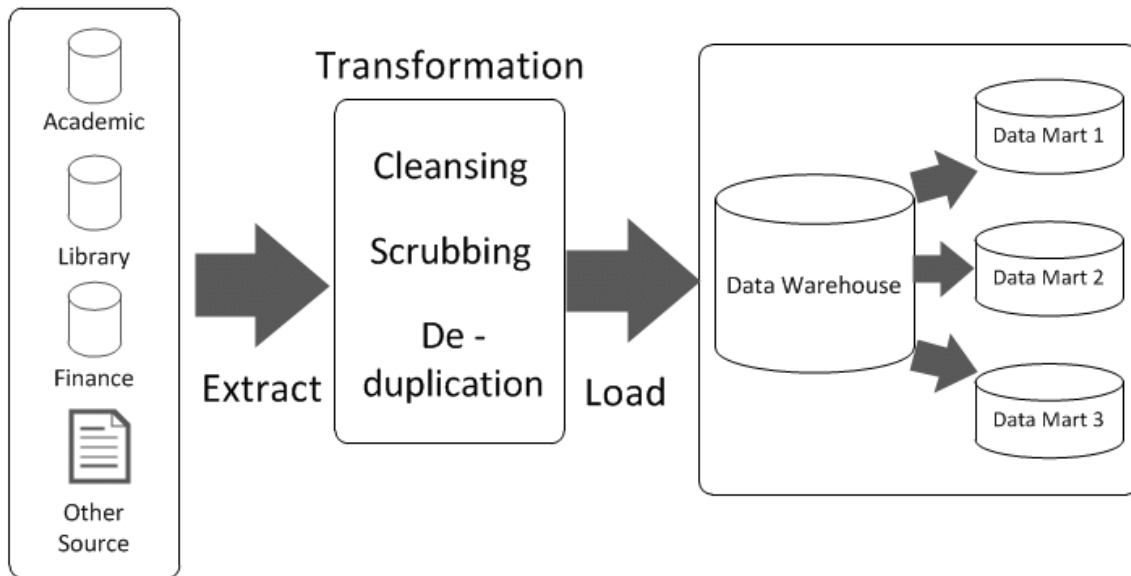 Academic
Library
Finance
Other
Source
Extract
Transformation
Cleansing
Scrubbing
De -
duplication
Load
Data Warehouse
Data Mart 1
Data Mart 2
Data Mart 3